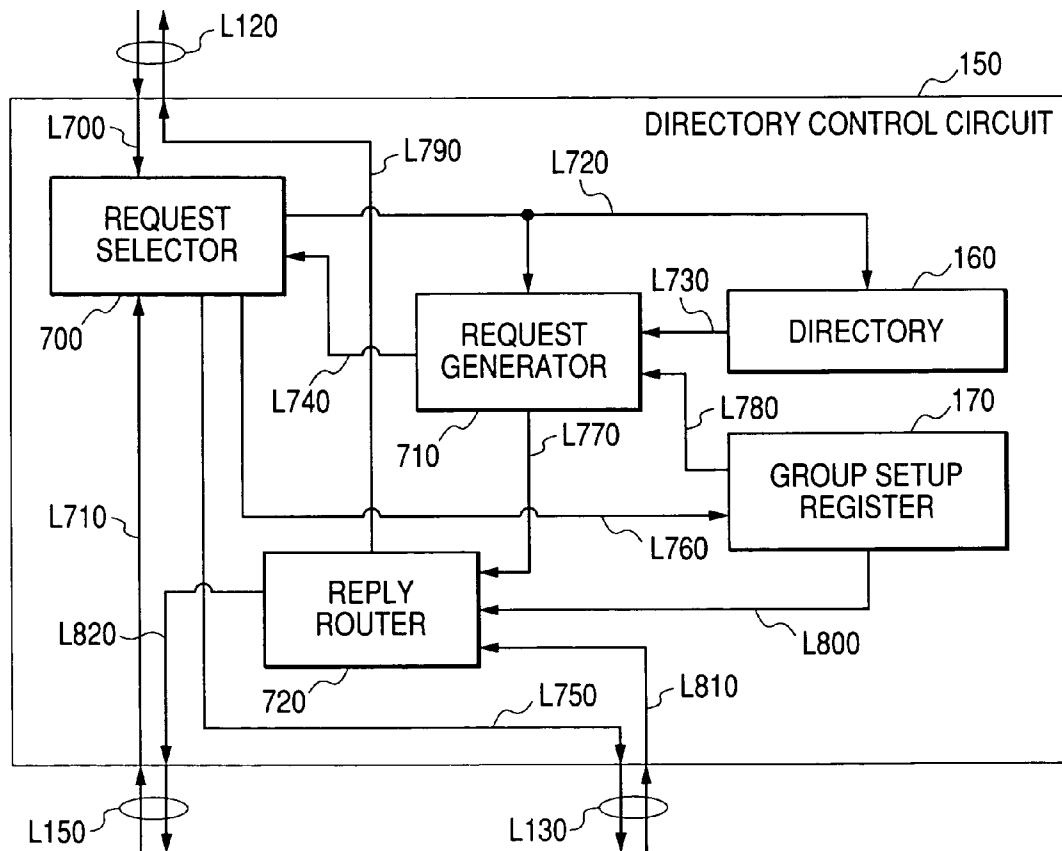 L120
150
DIRECTORY CONTROL CIRCUIT
L700
L790
L720
REQUEST
SELECTOR
160
L730
DIRECTORY
700
REQUEST
GENERATOR
L740
L780
170
710
L770
GROUP SETUP
REGISTER
L710
L760
REPLY
ROUTER
L820
L800
720
L750
L810
L150
L130